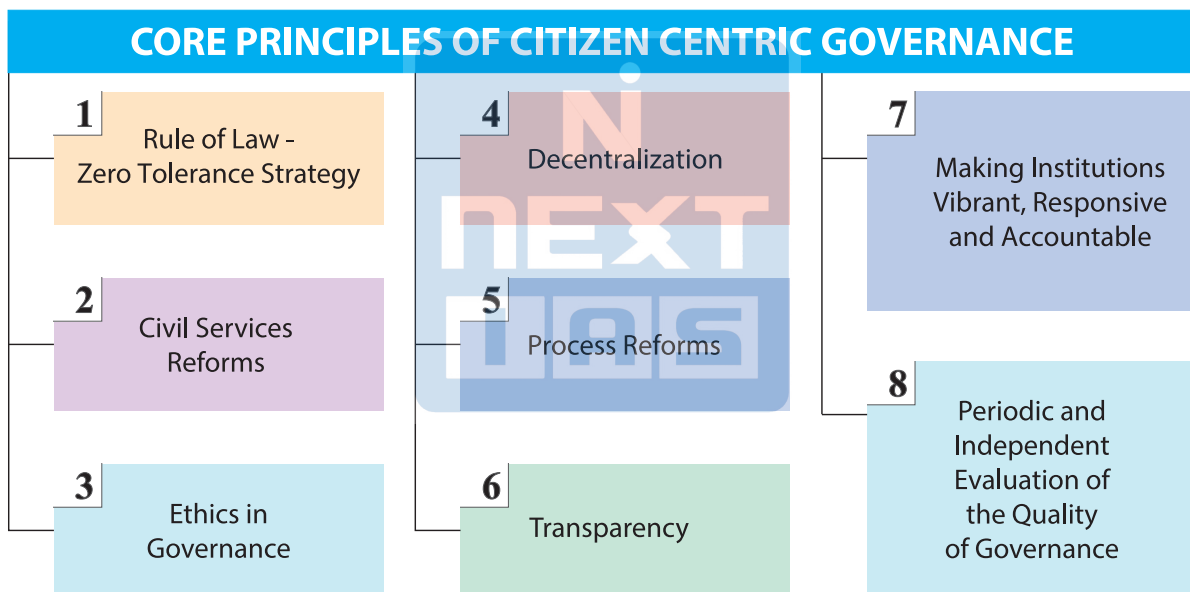 CORE PRINCIPLES OF CITIZEN CENTRIC GOVERNANCE
1
Rule of Law -
Zero Tolerance Strategy
2
Civil Services
Reforms
3
Ethics in
Governance
4
Decentralization
5
Process Reforms
6
Transparency
7
Making Institutions
Vibrant, Responsive
and Accountable
8
Periodic and
Independent
Evaluation of
the Quality
of Governance
N
NEXT
IAS